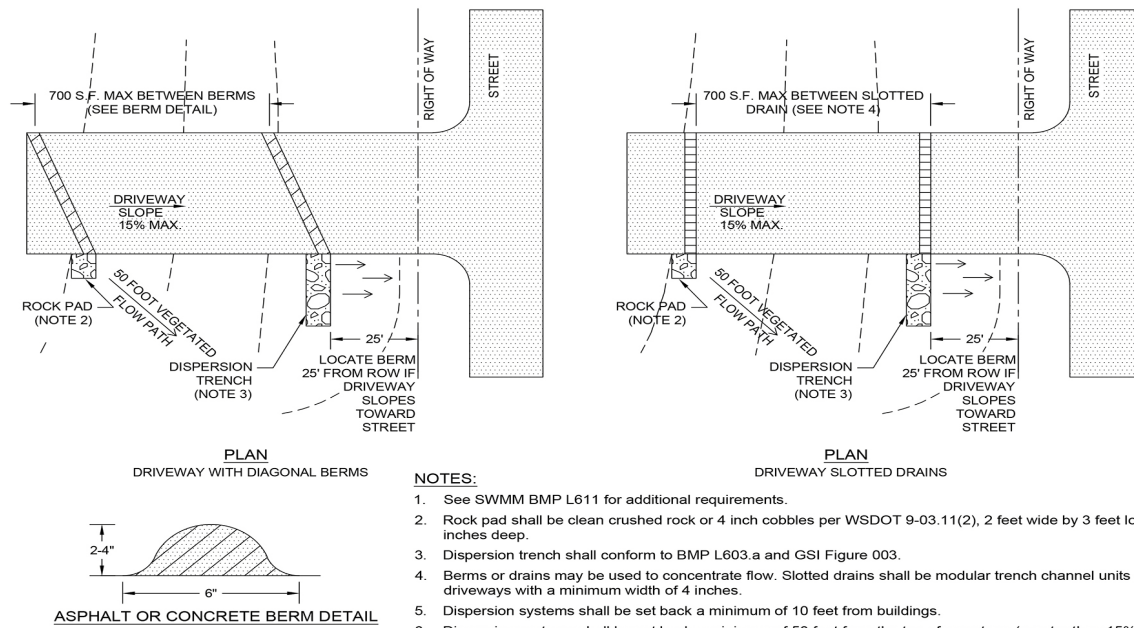 700 S.F. MAX BETWEEN BERMS
(SEE BERM DETAIL)
RIGHT OF WAY
STREET
DRIVEWAY
SLOPE
15% MAX.
ROCK PAD
(NOTE 2)
50 FOOT VEGETATED
FLOW PATH
DISPERSION
TRENCH
(NOTE 3)
25'
LOCATE BERM
25' FROM ROW IF
DRIVEWAY
SLOPES
TOWARD
STREET
PLAN
DRIVEWAY WITH DIAGONAL BERMS
700 S.F. MAX BETWEEN SLOTTED
DRAIN (SEE NOTE 4)
RIGHT OF WAY
STREET
DRIVEWAY
SLOPE
15% MAX.
ROCK PAD
(NOTE 2)
50 FOOT VEGETATED
FLOW PATH
DISPERSION
TRENCH
(NOTE 3)
25'
LOCATE BERM
25' FROM ROW IF
DRIVEWAY
SLOPES
TOWARD
STREET
PLAN
DRIVEWAY SLOTTED DRAINS
2-4"
6"
ASPHALT OR CONCRETE BERM DETAIL
NOTES:
1. See SWMM BMP L611 for additional requirements.
2. Rock pad shall be clean crushed rock or 4 inch cobbles per WSDOT 9-03.11(2), 2 feet wide by 3 feet
inches deep.
3. Dispersion trench shall conform to BMP L603.a and GSI Figure 003.
4. Berms or drains may be used to concentrate flow. Slotted drains shall be modular trench channel units
driveways with a minimum width of 4 inches.
5. Dispersion systems shall be set back a minimum of 10 feet from buildings.